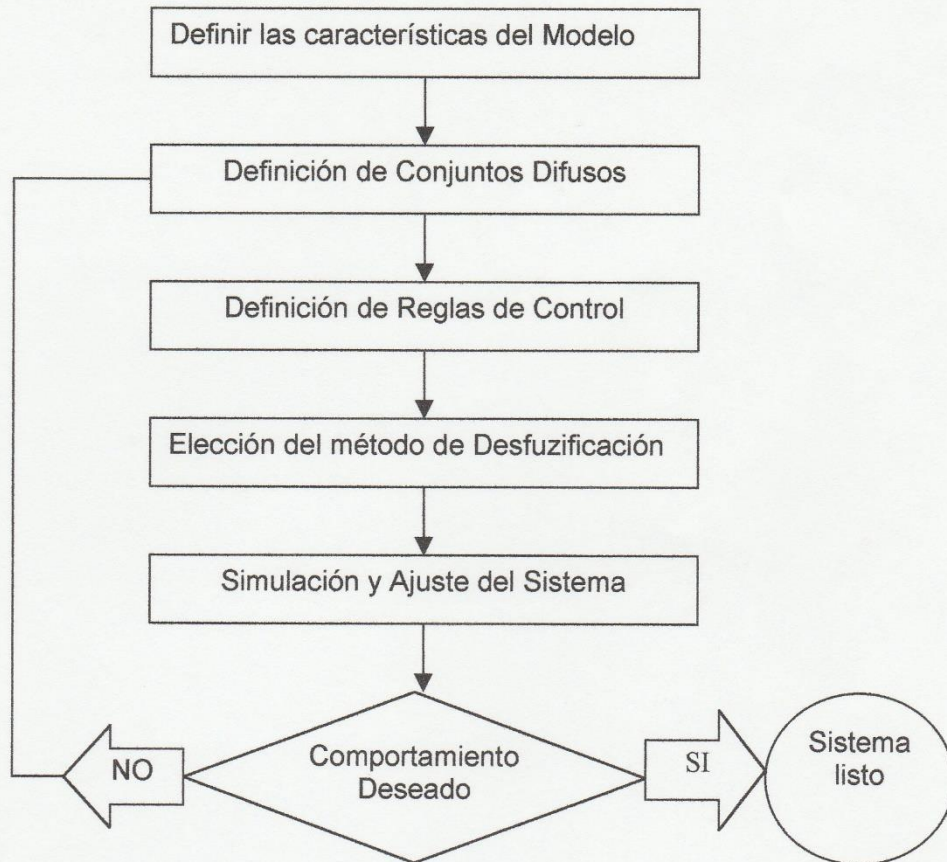 Definir las características del Modelo
Definición de Conjuntos Difusos
Definición de Reglas de Control
Elección del método de Desfuzificación
Simulación y Ajuste del Sistema
Comportamiento
Deseado
NO
SI
Sistema
listo